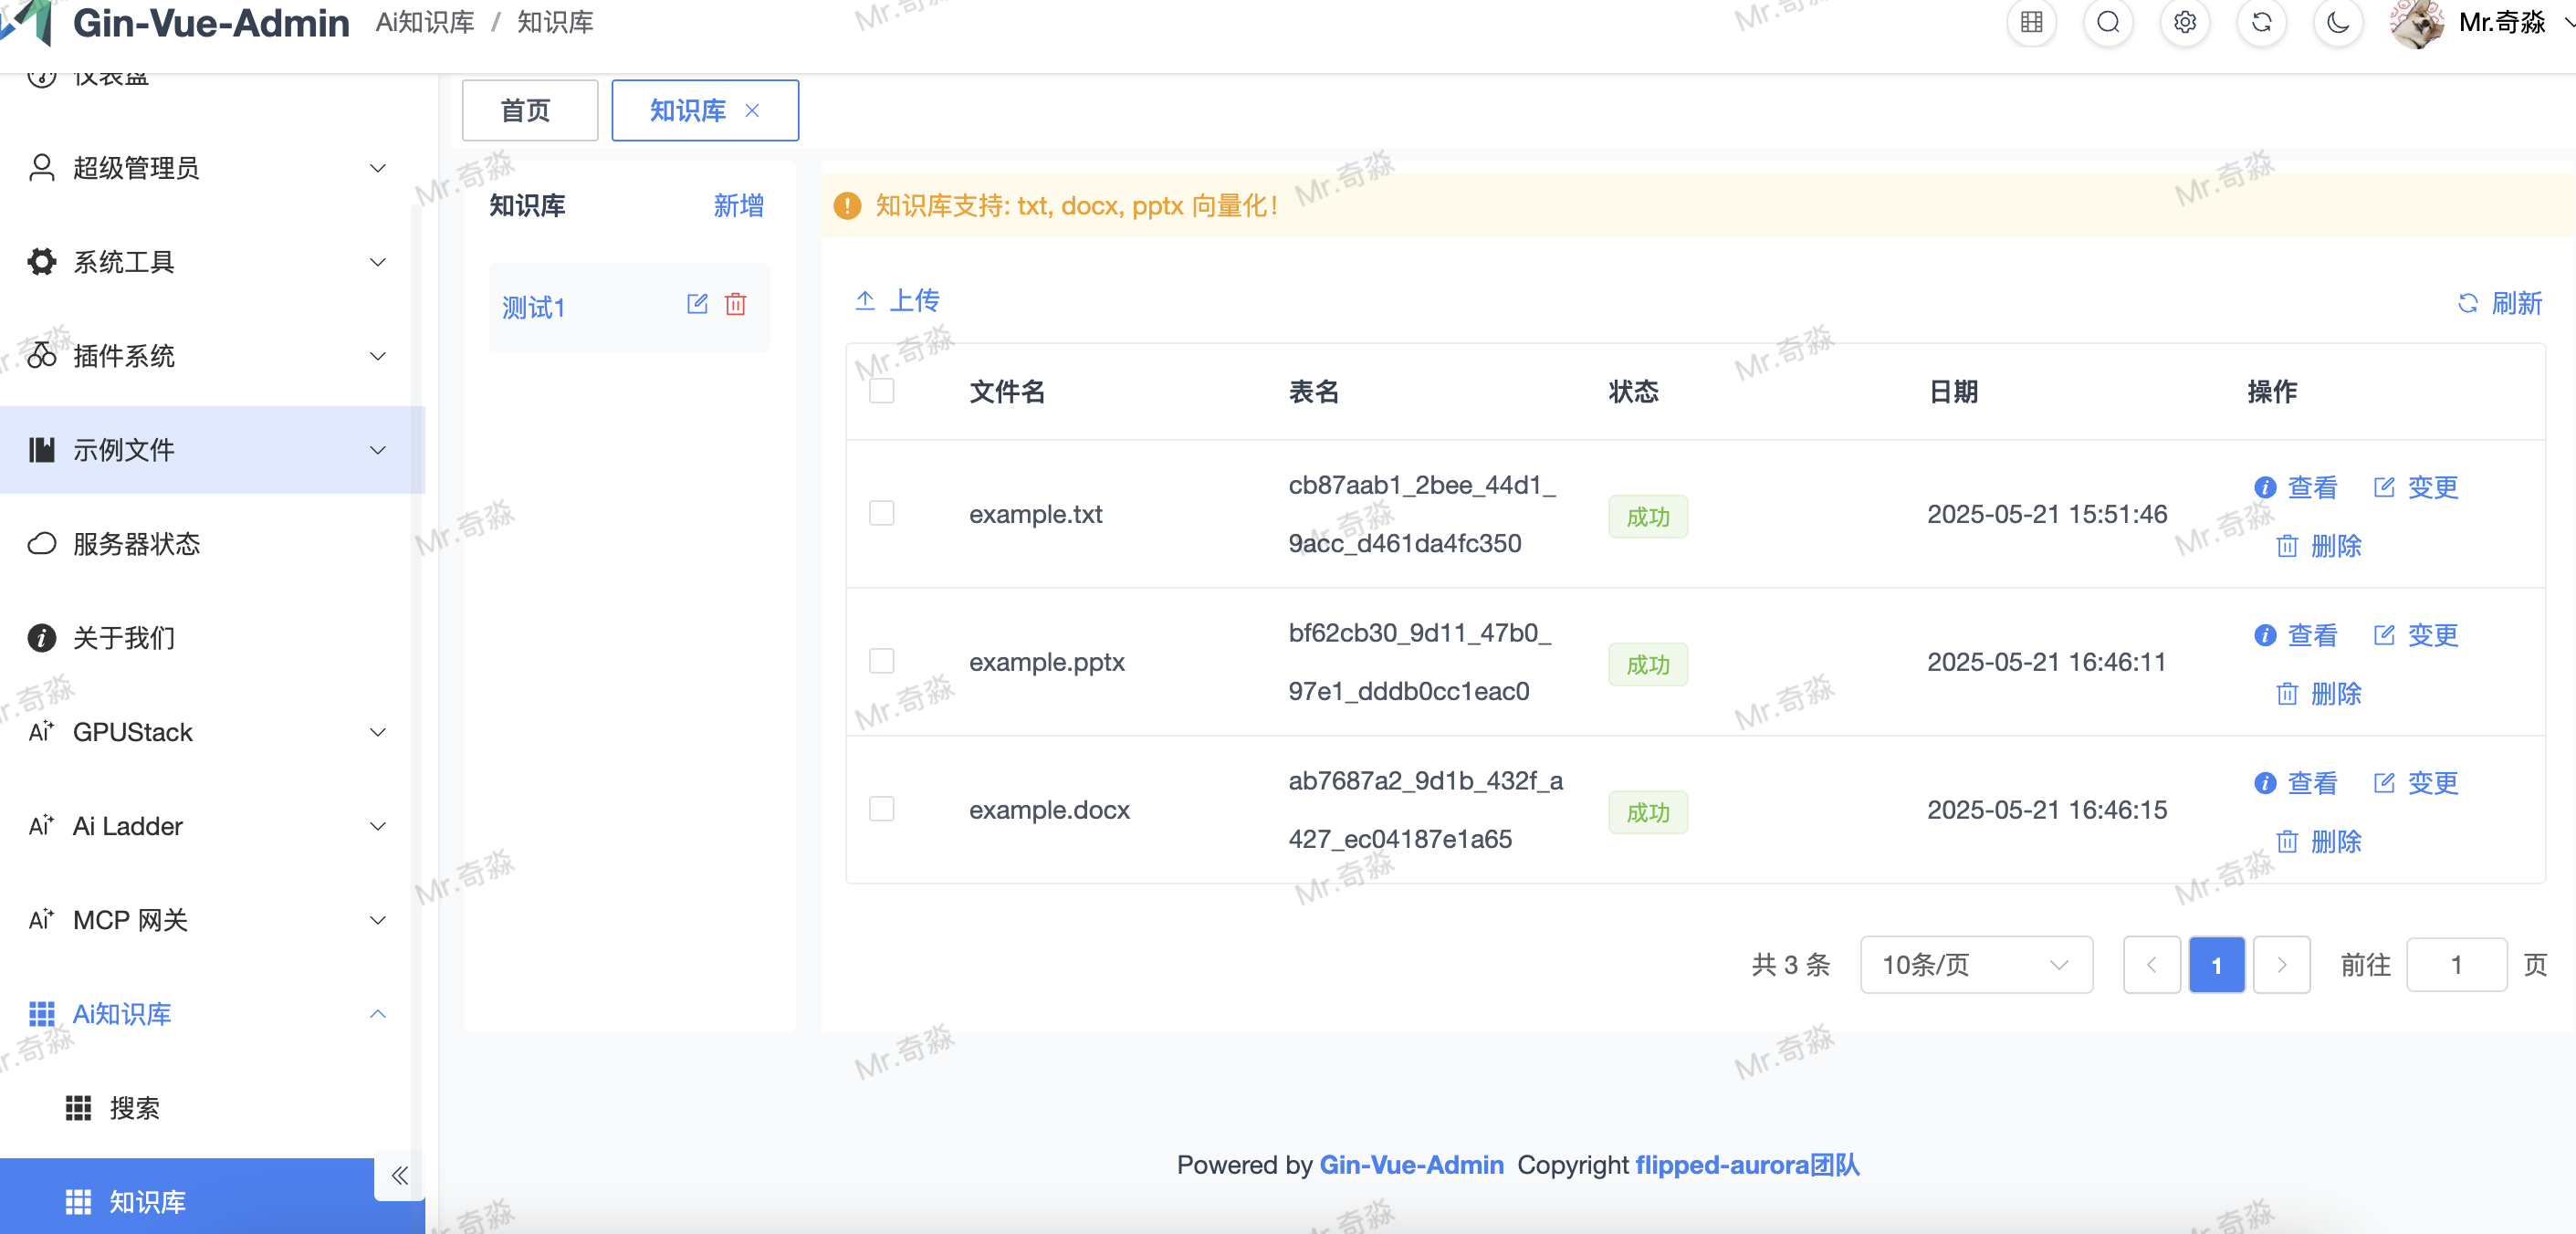 Gin-Vue-Admin
Ai知识库 / 知识库
Mr.奇淼
仪表盘
超级管理员
系统工具
插件系统
示例文件
服务器状态
关于我们
GPUStack
Ai Ladder
MCP 网关
Ai知识库
搜索
知识库
首页
知识库
知识库
新增
测试1
知识库支持: txt, docx, pptx 向量化!
上传
刷新
文件名 表名 状态 日期 操作
example.txt
cb87aab1_2bee_44d1_
9acc_d461da4fc350
成功
2025-05-21 15:51:46
查看 变更
删除
example.pptx
bf62cb30_9d11_47b0_
97e1_dddb0cc1eac0
成功
2025-05-21 16:46:11
查看 变更
删除
example.docx
ab7687a2_9d1b_432f_a
427_ec04187e1a65
成功
2025-05-21 16:46:15
查看 变更
删除
共 3 条 10条/页 1 前往 1 页
Powered by Gin-Vue-Admin Copyright flipped-aurora团队